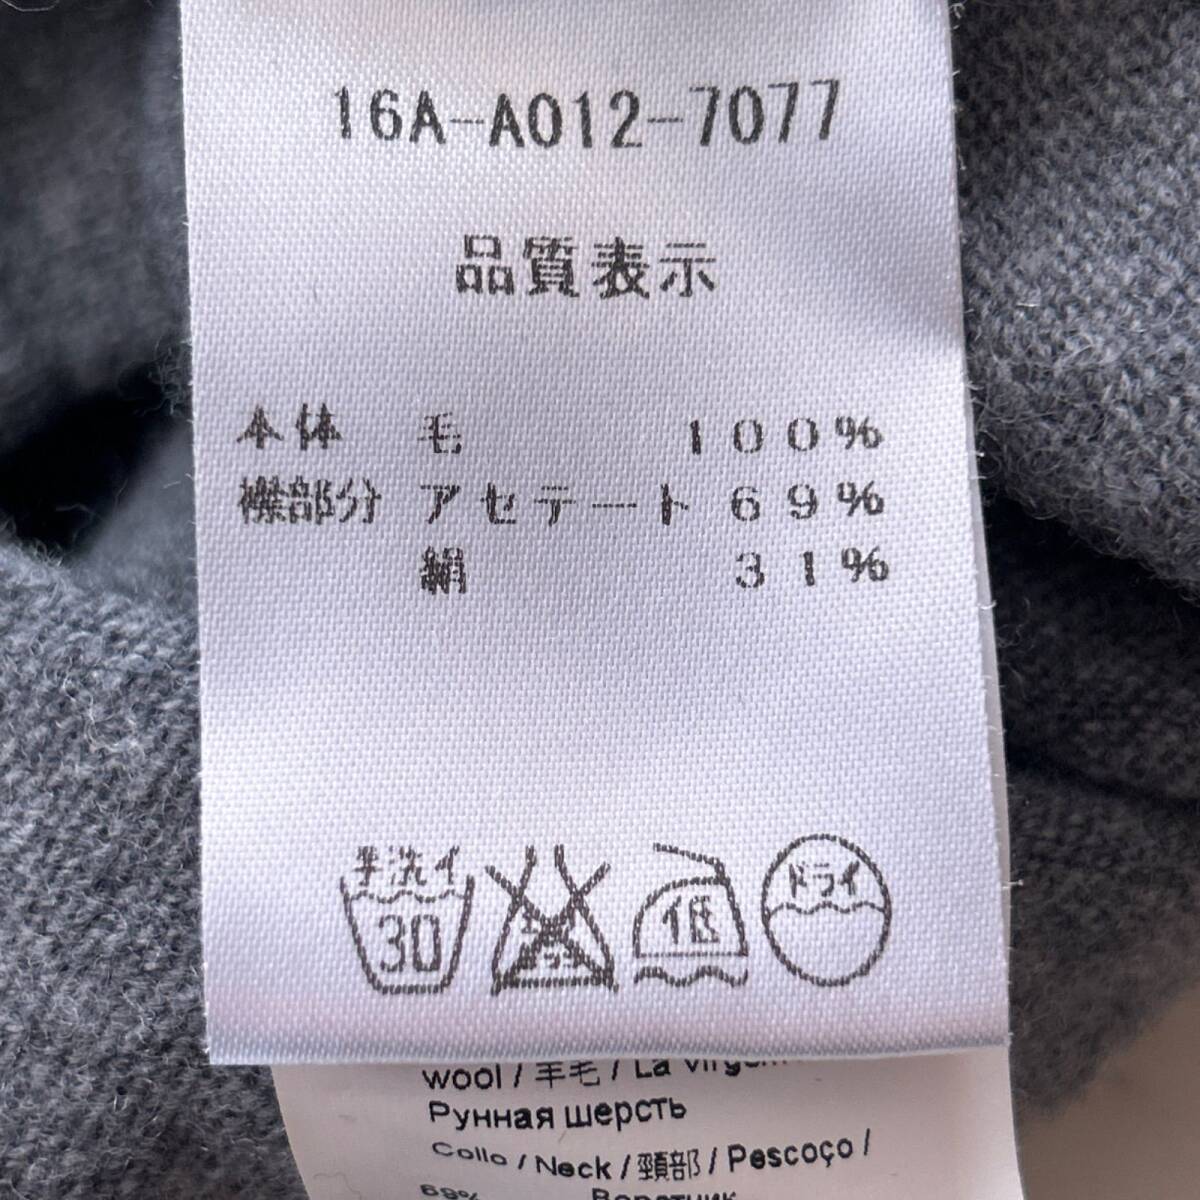 16A-A012-7077
品質表示
本体 毛 100%
襟部分 アセテート 69%
絹 31%
手洗イ 30
低
ドライ
wool / 羊毛 / La
Рунная шерсть
Collo / Neck / 頸部 / Pescoço /
69%